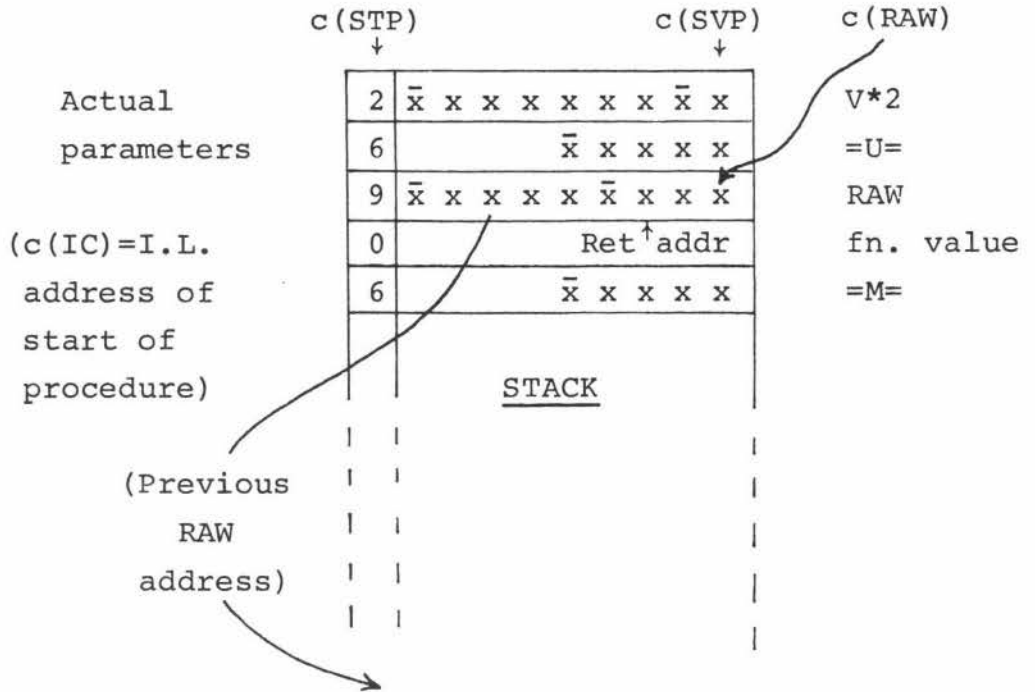 c(STP) c(SVP) c(RAW)
↓ ↓
Actual 2 x̄ x x x x x x x̄ x V*2
parameters 6 x̄ x x x x =U=
9 x̄ x x x x x̄ x x x RAW
(c(IC)=I.L. 0 Ret↑addr fn. value
address of 6 x̄ x x x x =M=
start of
procedure) STACK
(Previous
RAW
address)